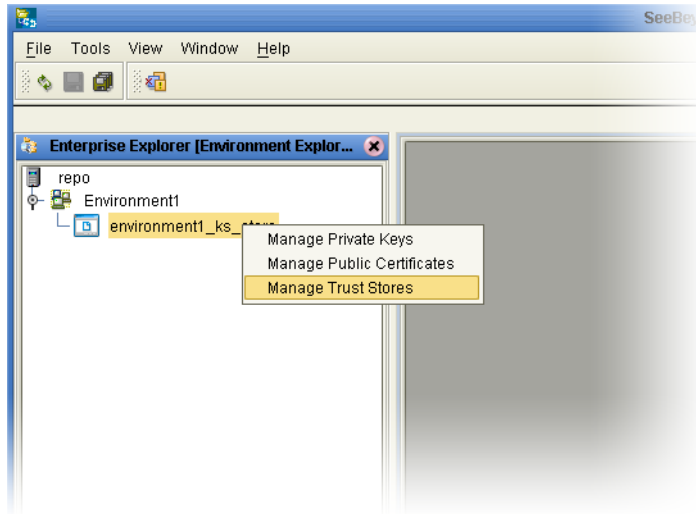 SeeBey
File Tools View Window Help
Enterprise Explorer [Environment Explor...
repo
Environment1
environment1_ks_store
Manage Private Keys
Manage Public Certificates
Manage Trust Stores